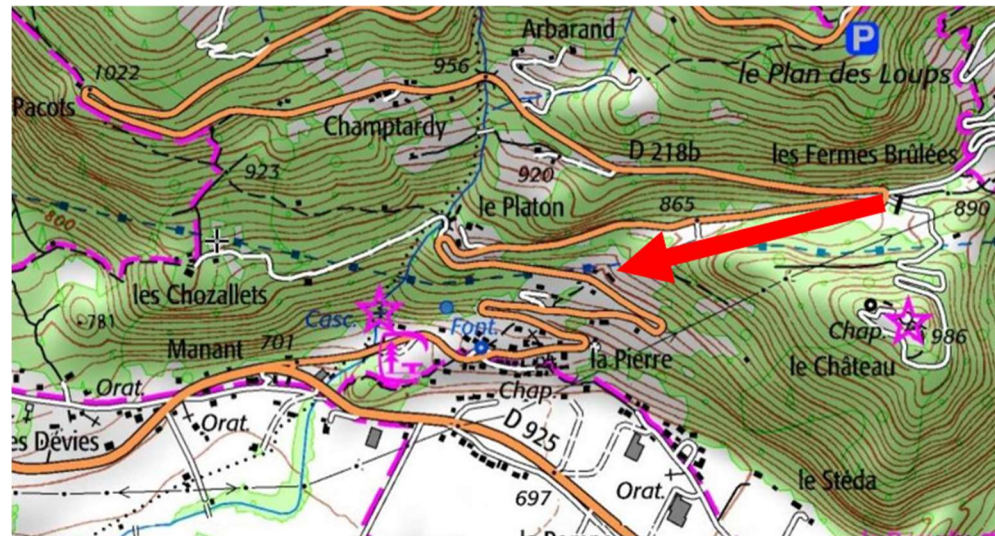 Arbarand
P
1022
956
le Plan des Loups
Pacots
Champtardy
D 218b
les Fermes Brûlées
923
920
le Platon
865
890
800
les Chozallets
781
Casc.
Font.
Chap.
986
Manant
701
la Pierre
le Château
Orat.
Chap.
es Dévies
Orat.
D 925
le Stéda
697
Orat.